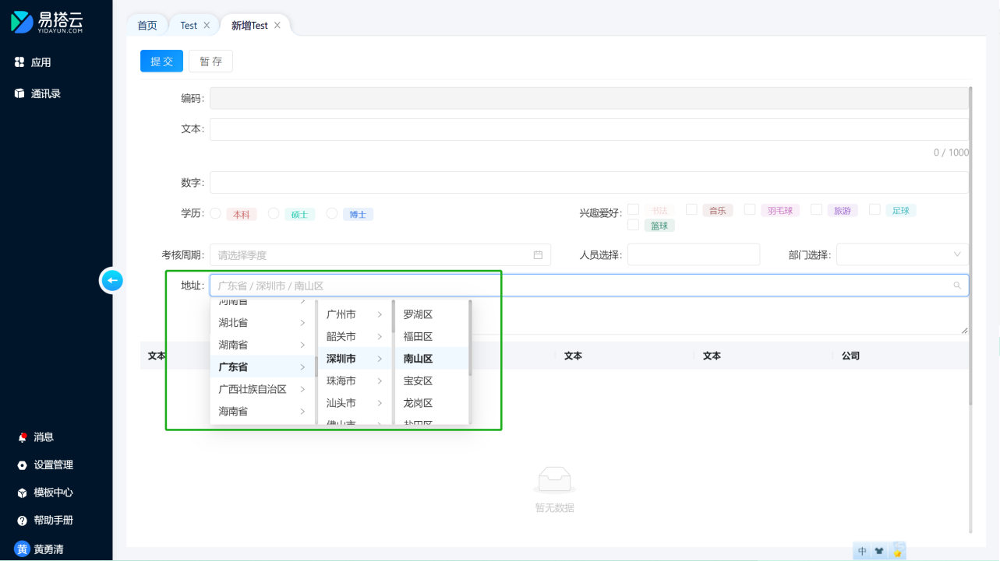 易搭云
YIDAYUN.COM
首页
Test
新增Test
应用
通讯录
提 交
暂 存
编码:
文本:
0 / 1000
数字:
学历:
本科
硕士
博士
兴趣爱好:
书法
音乐
羽毛球
旅游
足球
篮球
考核周期:
请选择季度
人员选择:
部门选择:
地址:
广东省 / 深圳市 / 南山区
河南省
湖北省
湖南省
广东省
广西壮族自治区
海南省
广州市
韶关市
深圳市
珠海市
汕头市
佛山市
罗湖区
福田区
南山区
宝安区
龙岗区
盐田区
文本
文本
文本
公司
暂无数据
消息
设置管理
模板中心
帮助手册
黄 黄勇清
中